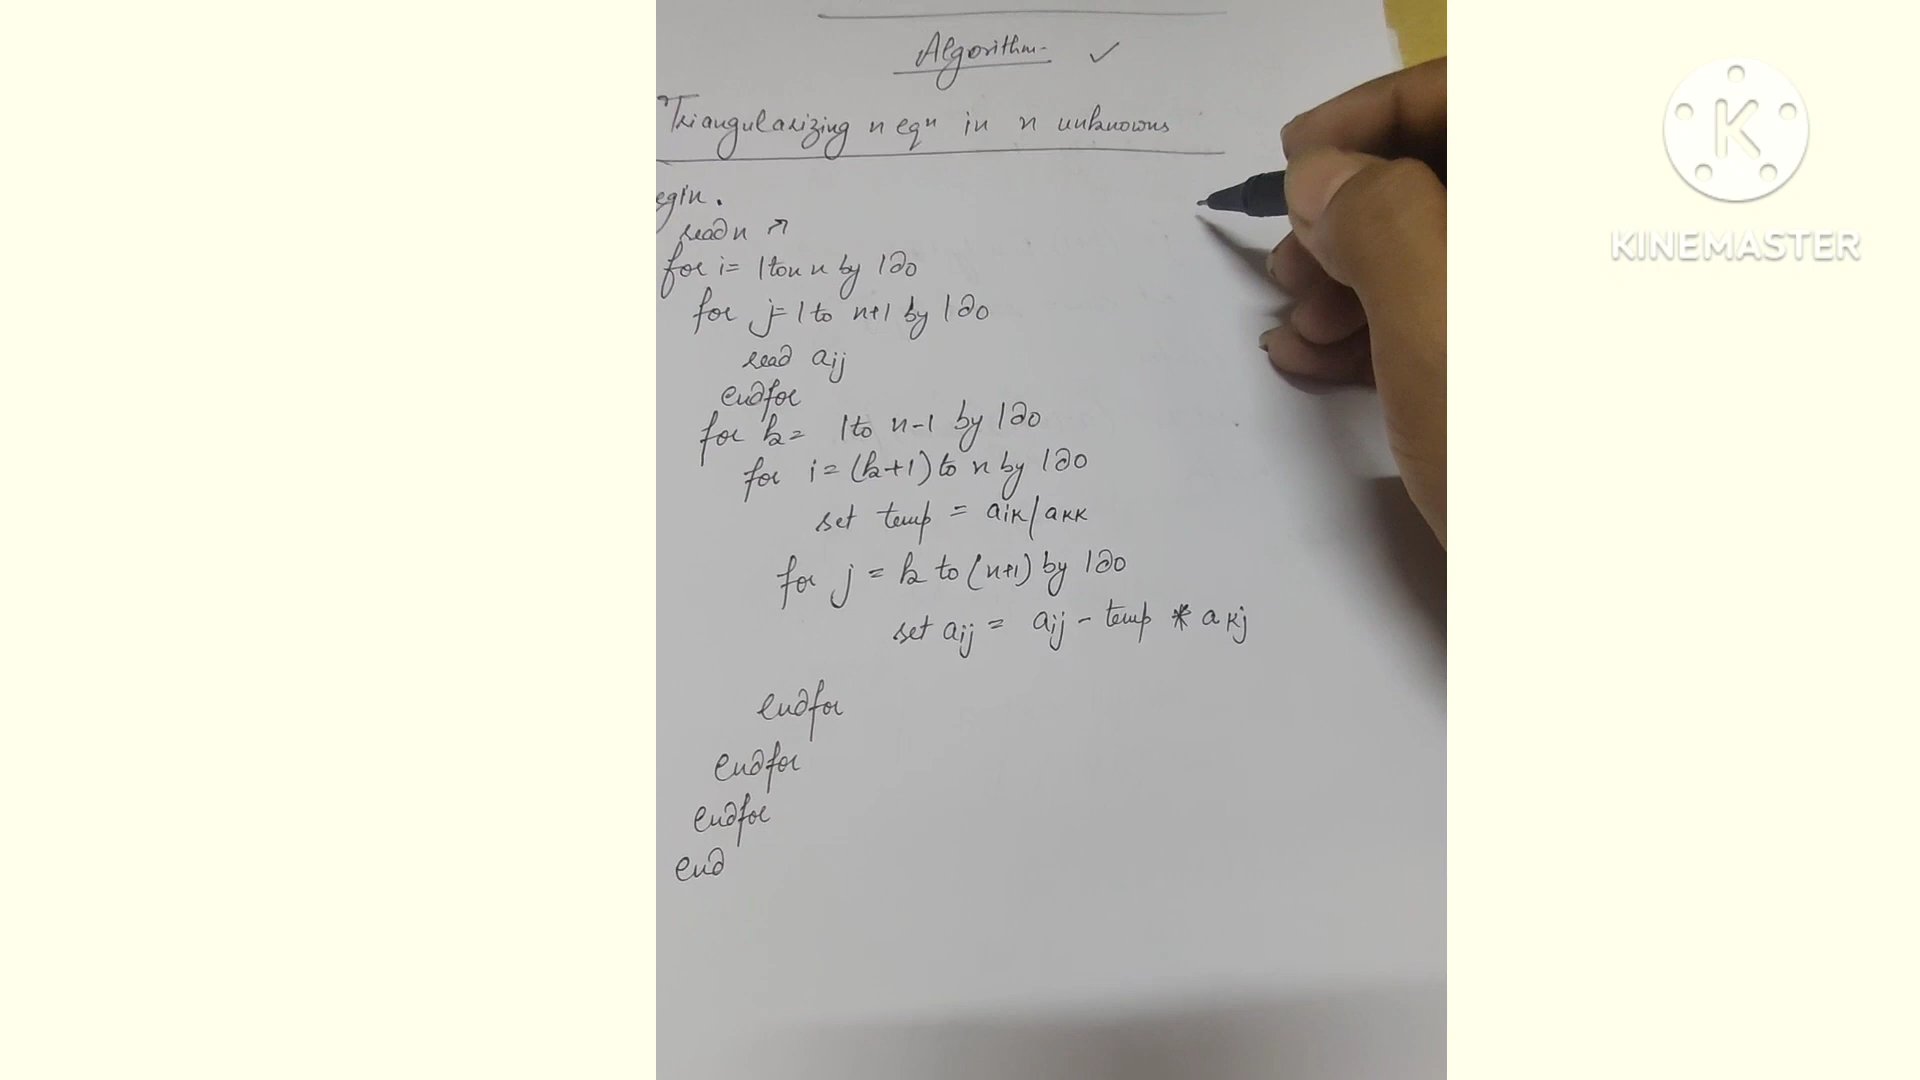 Algorithm-
Triangularizing n eqⁿ in n unknowns
egin.
read n
for i = 1 to n n by 1 do
for j = 1 to n+1 by 1 do
read aij
endfor
for k = 1 to n-1 by 1 do
for i = (k+1) to n by 1 do
set temp = aik/akk
for j = k to (n+1) by 1 do
set aij = aij - temp * akj
endfor
endfor
endfor
end
K
KINEMASTER